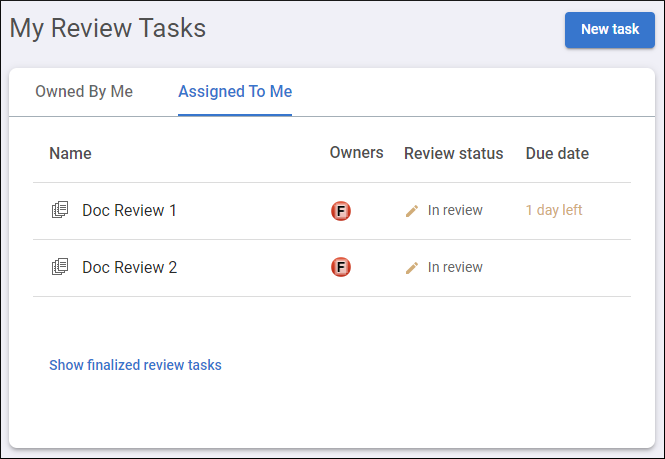 My Review Tasks
New task
Owned By Me
Assigned To Me
Name Owners Review status Due date
Doc Review 1 F In review 1 day left
Doc Review 2 F In review
Show finalized review tasks